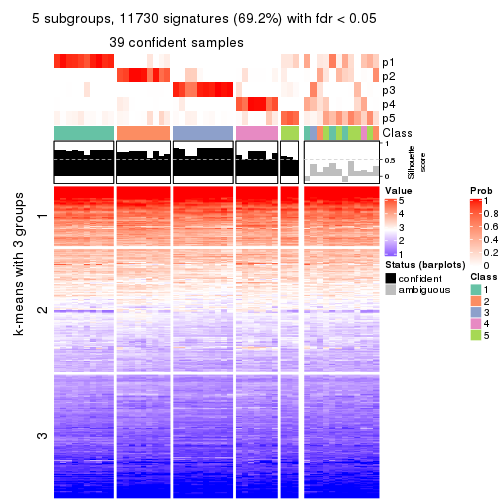 5 subgroups, 11730 signatures (69.2%) with fdr < 0.05
39 confident samples
p1
p2
p3
p4
p5
Class
1
0.5
0
Silhouette
score
k-means with 3 groups
1
2
3
Value
5
4
3
2
1
Status (barplots)
confident
ambiguous
Prob
1
0.8
0.6
0.4
0.2
0
Class
1
2
3
4
5